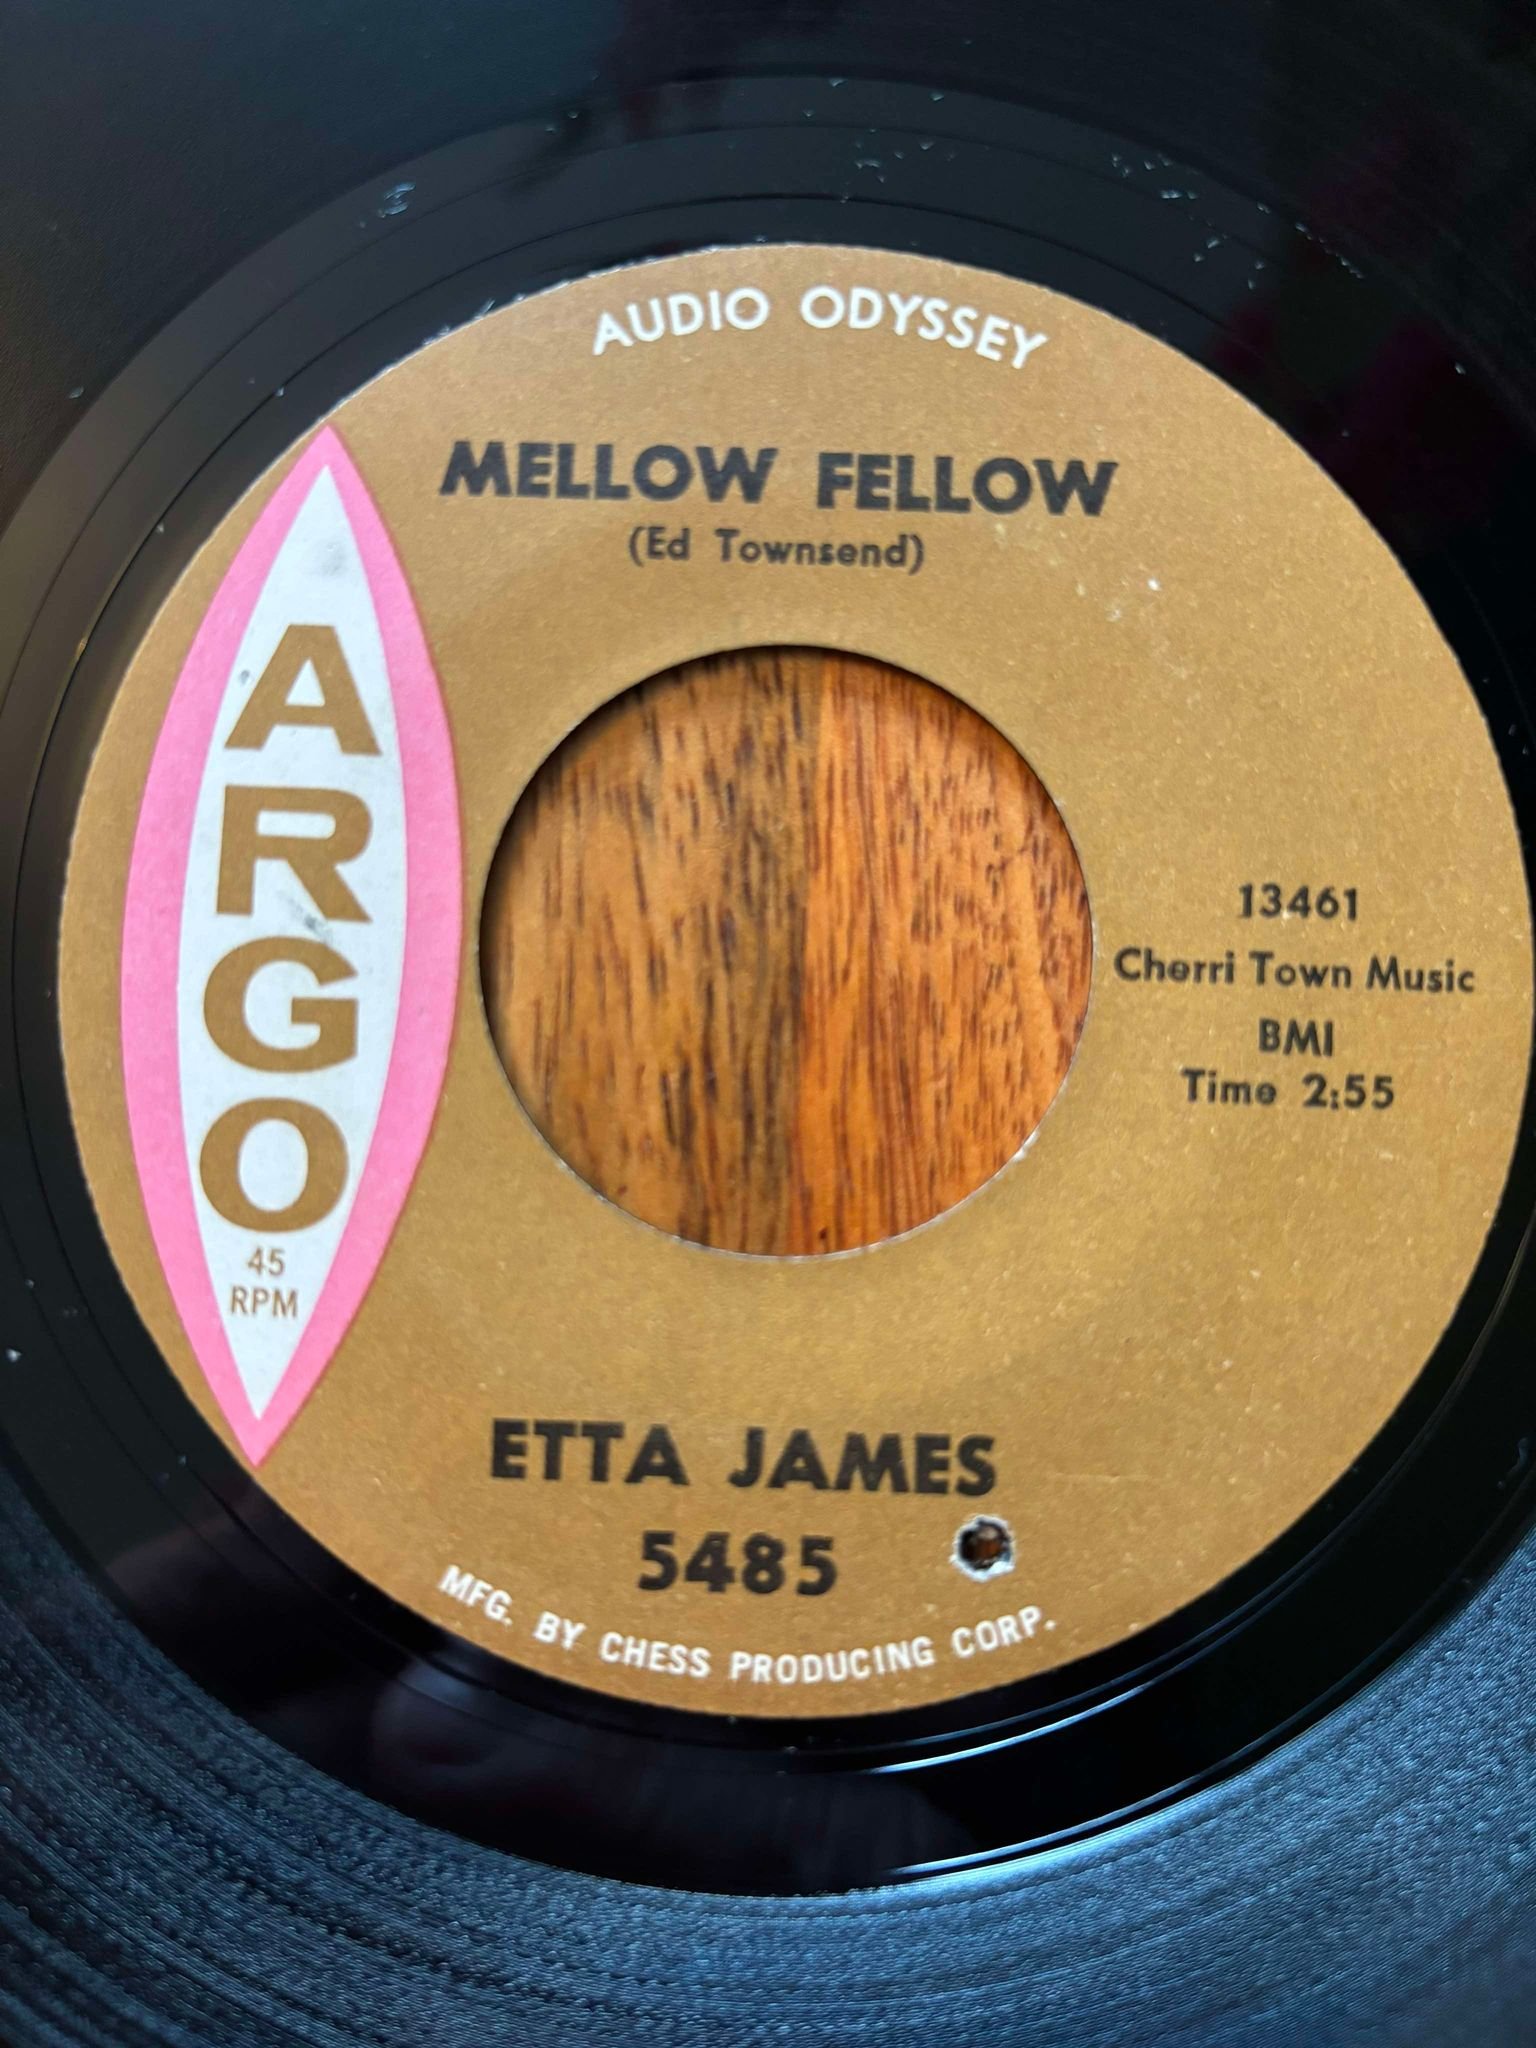 AUDIO ODYSSEY
MELLOW FELLOW
(Ed Townsend)
ARGO
45
RPM
13461
Cherri Town Music
BMI
Time 2:55
ETTA JAMES
5485
MFG. BY CHESS PRODUCING CORP.